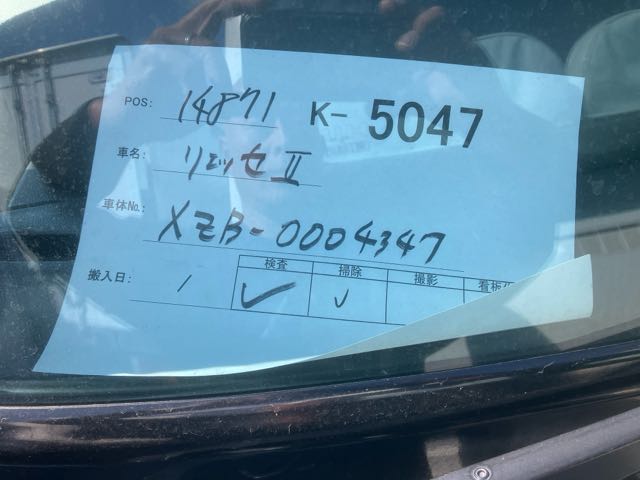 POS: 14871 K- 5047
車名: リエッセⅡ
車体No.: XZB-0004347
検査 掃除 撮影
搬入日: / ✓ ✓